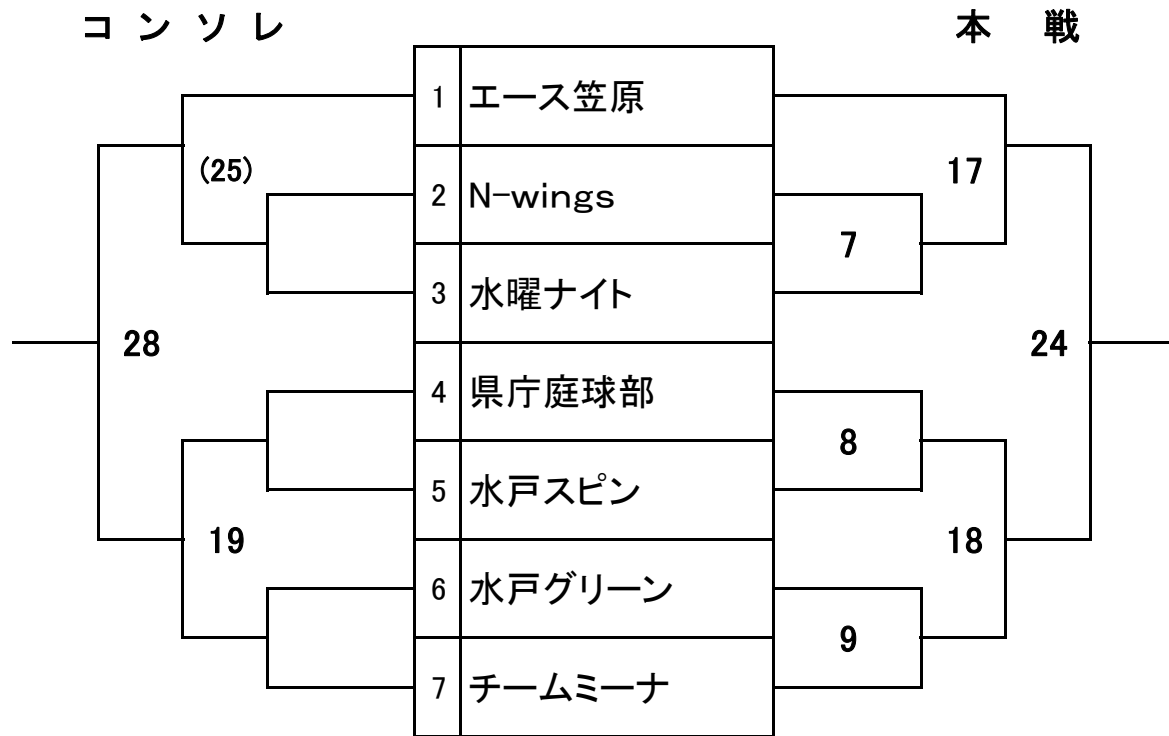 コンソレ 本戦
1 エース笠原
(25) 17
2 N-wings
7
3 水曜ナイト
28 24
4 県庁庭球部
8
5 水戸スピン
19 18
6 水戸グリーン
9
7 チームミーナ